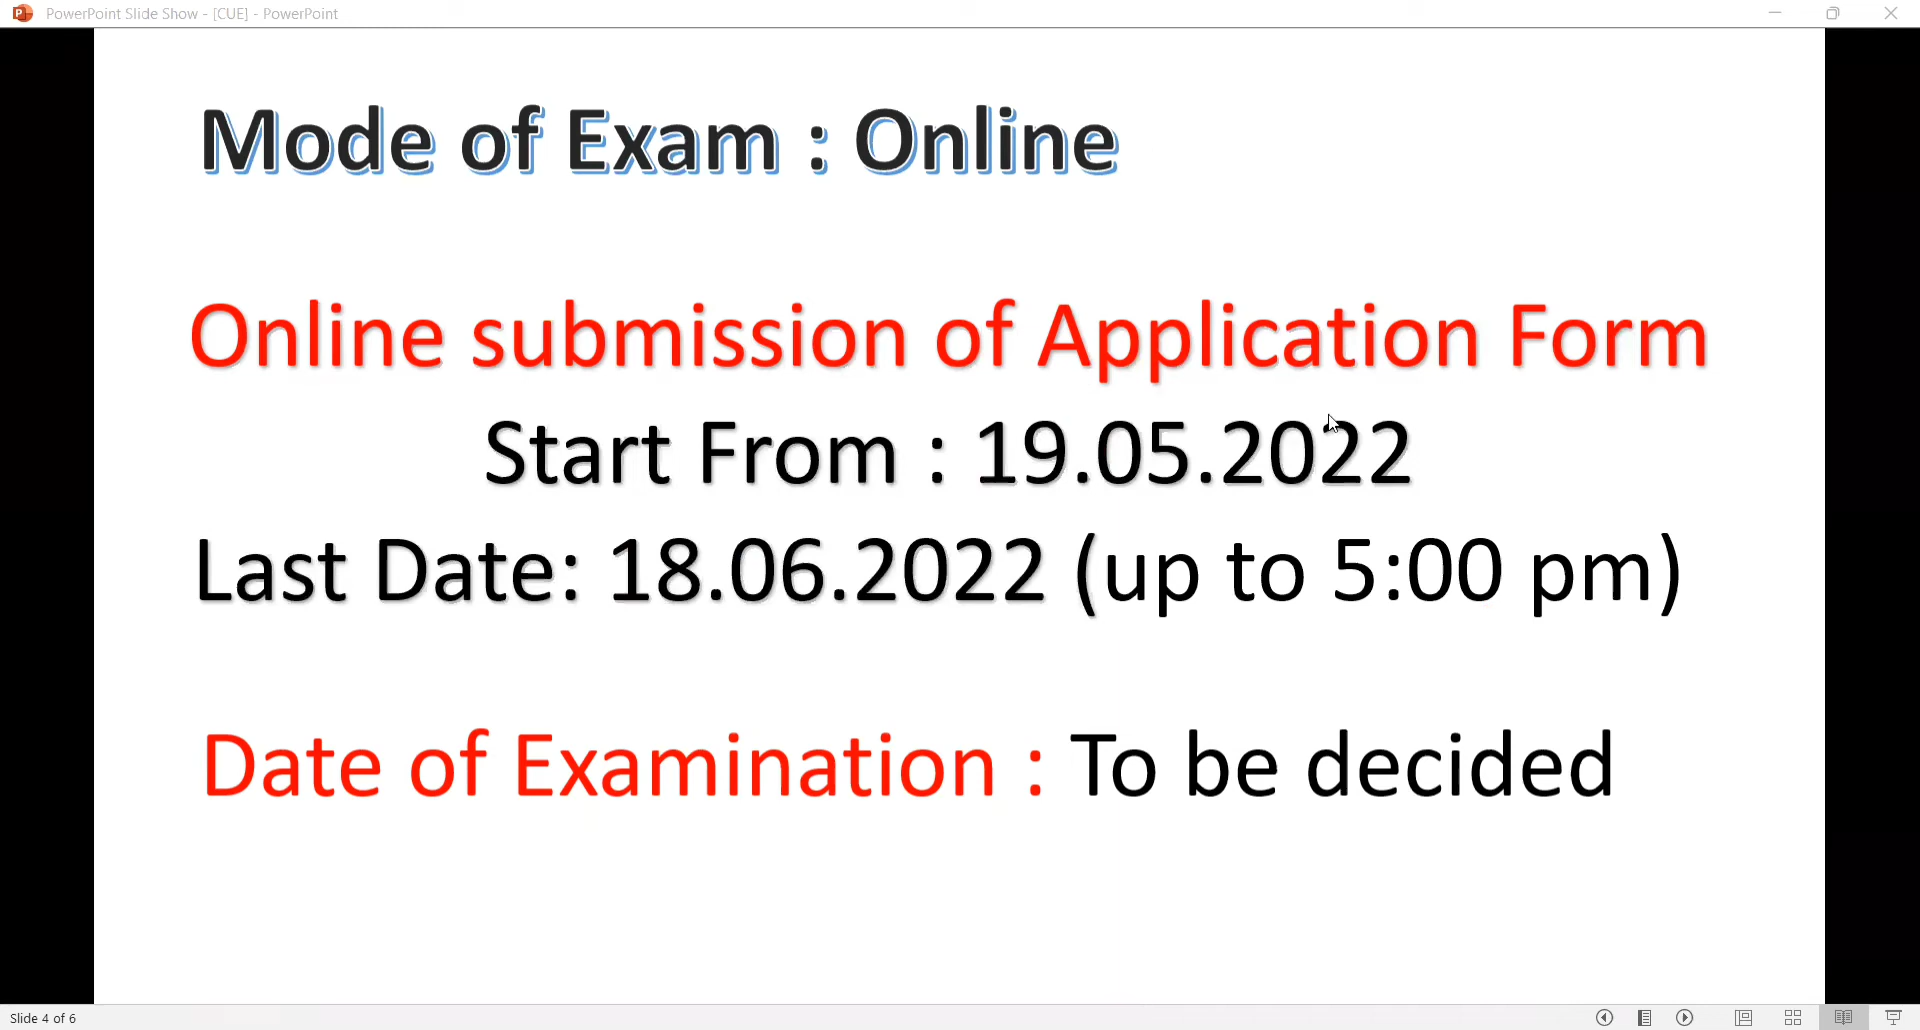 PowerPoint Slide Show - [CUE] - PowerPoint
Mode of Exam : Online
Online submission of Application Form
Start From : 19.05.2022
Last Date: 18.06.2022 (up to 5:00 pm)
Date of Examination : To be decided
Slide 4 of 6